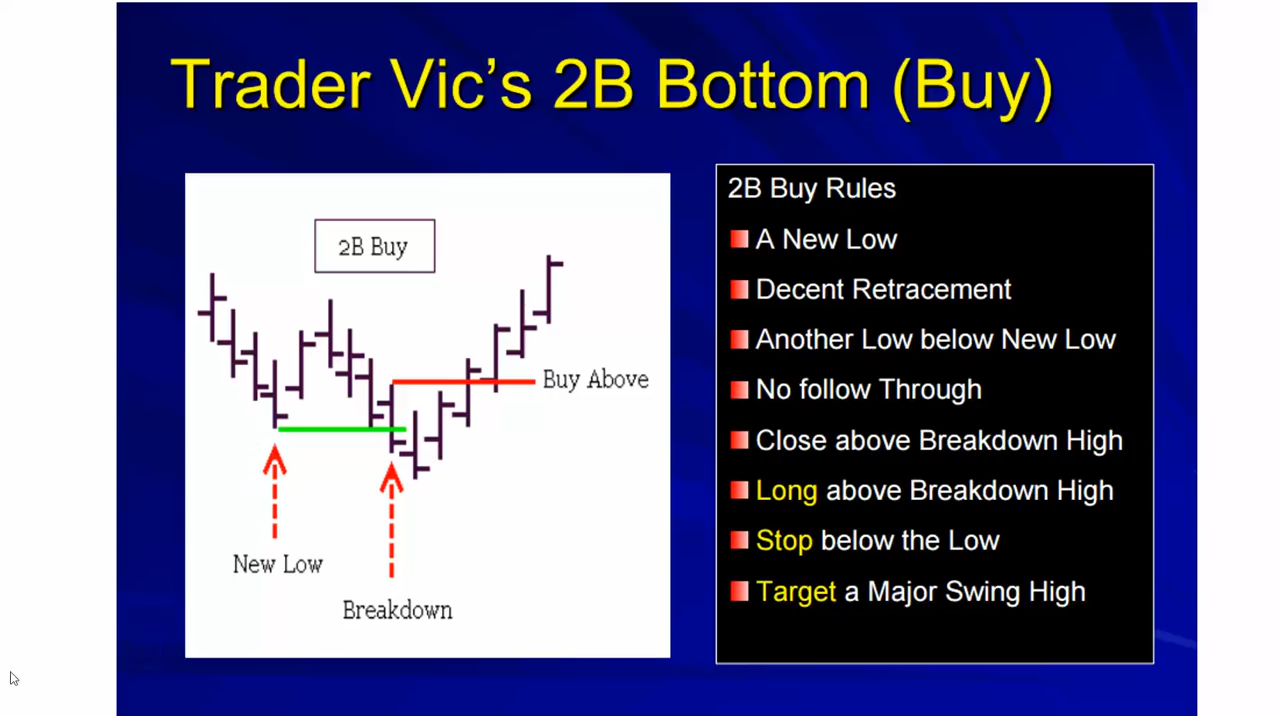 Trader Vic's 2B Bottom (Buy)
2B Buy
Buy Above
New Low
Breakdown
2B Buy Rules
A New Low
Decent Retracement
Another Low below New Low
No follow Through
Close above Breakdown High
Long above Breakdown High
Stop below the Low
Target a Major Swing High